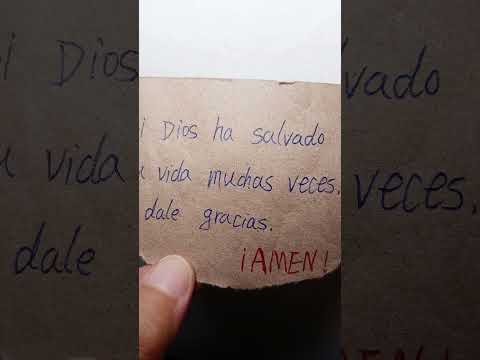 i Dios ha salvado
u vida muchas veces.
dale gracias.
¡AMEN!